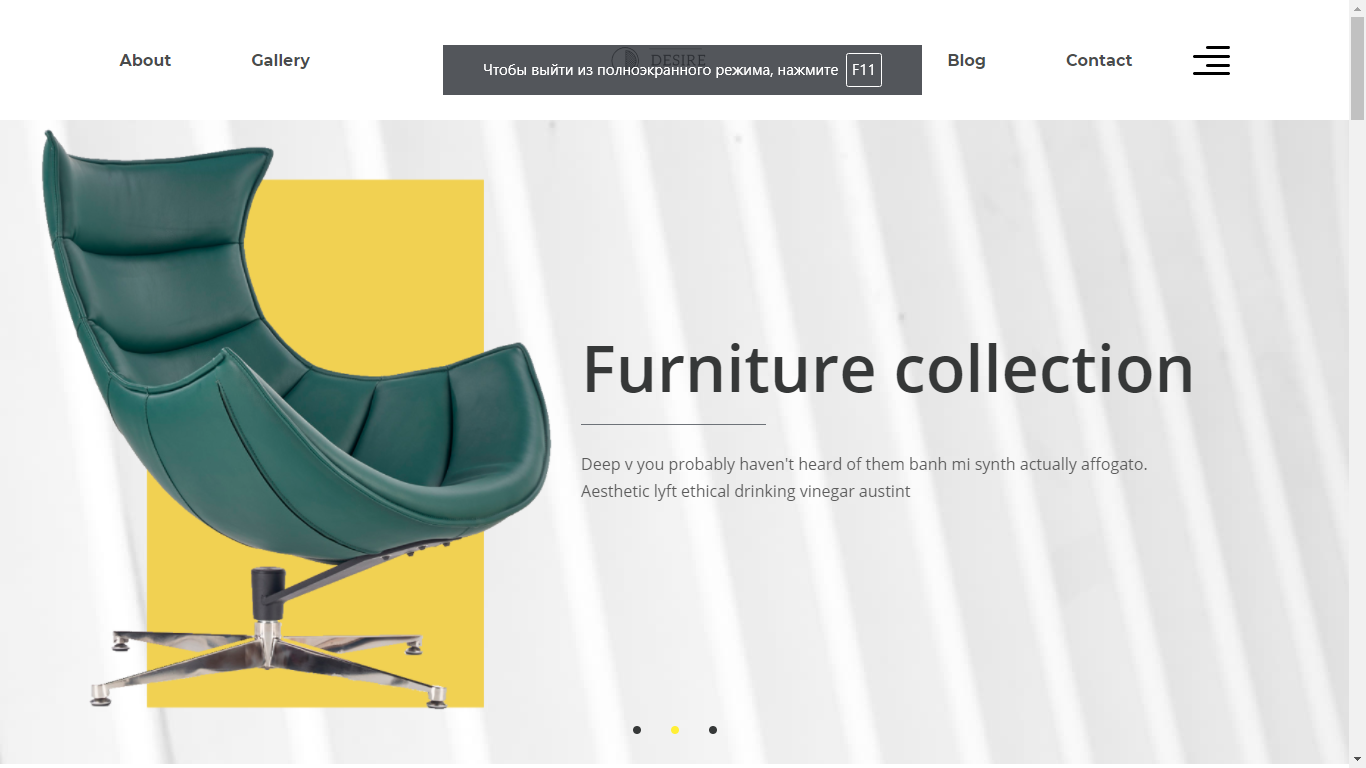 About
Gallery
DESIRE
Чтобы выйти из полноэкранного режима, нажмите F11
Blog
Contact
Furniture collection
Deep v you probably haven't heard of them banh mi synth actually affogato.
Aesthetic lyft ethical drinking vinegar austint